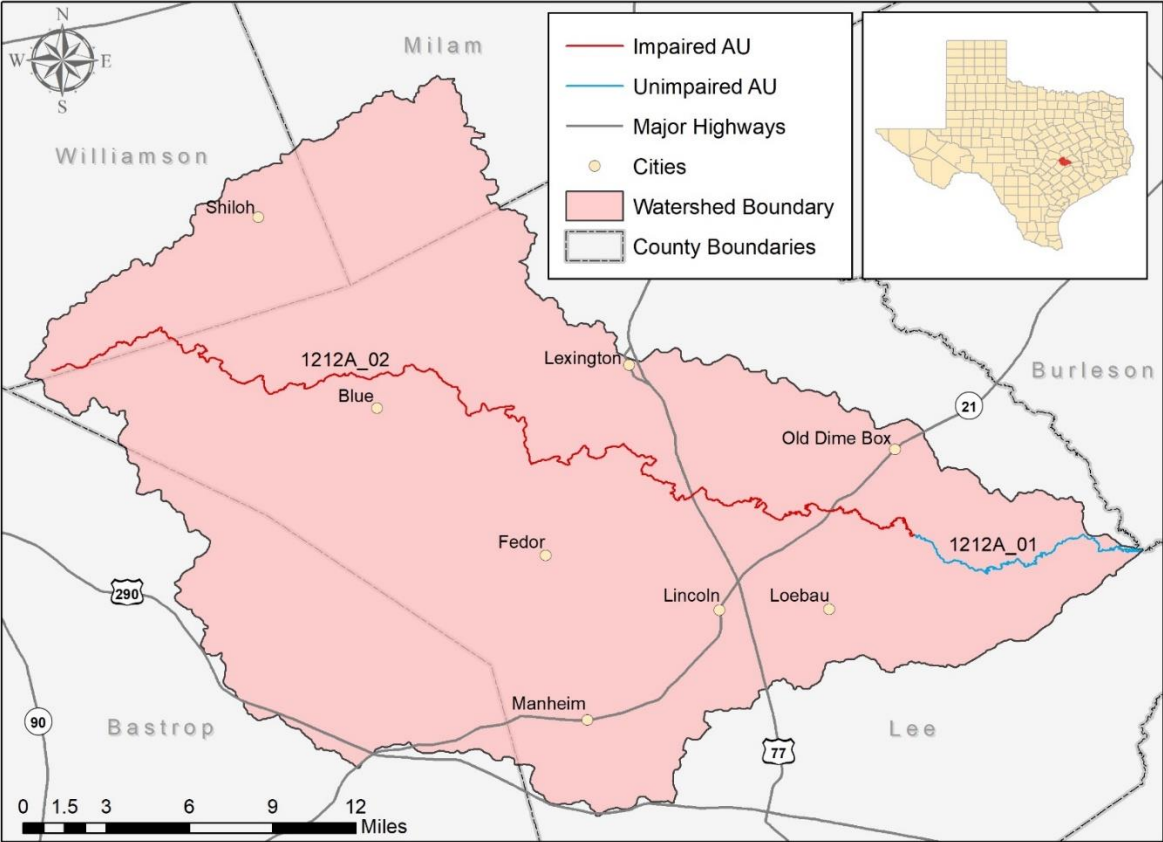 N
W E
S
Milam
Williamson
Impaired AU
Unimpaired AU
Major Highways
Cities
Watershed Boundary
County Boundaries
Shiloh
1212A_02
Lexington
Blue
Burleson
21
Old Dime Box
Fedor
1212A_01
290
Lincoln
Loebau
Manheim
90
Bastrop
Lee
77
0 1.5 3 6 9 12
Miles